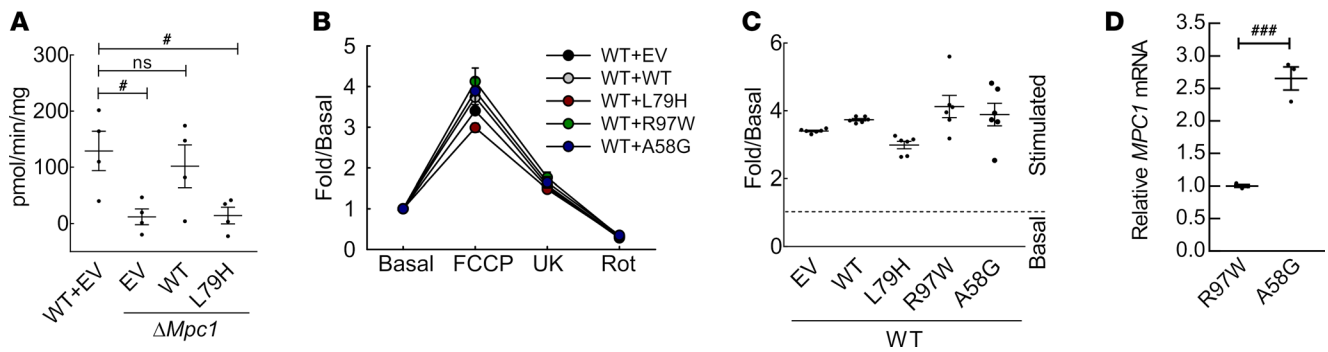 A
pmol/min/mg
300
200
100
0
#
ns
#
WT+EV
EV
WT
L79H
ΔMpc1
B
Fold/Basal
5
4
3
2
1
0
Basal
FCCP
UK
Rot
WT+EV
WT+WT
WT+L79H
WT+R97W
WT+A58G
C
Fold/Basal
6
4
2
6
Stimulated
Basal
EV
WT
L79H
R97W
A58G
WT
D
Relative MPC1 mRNA
3.5
3.0
2.5
2.0
1.5
1.0
0.5
0.0
###
R97W
A58G